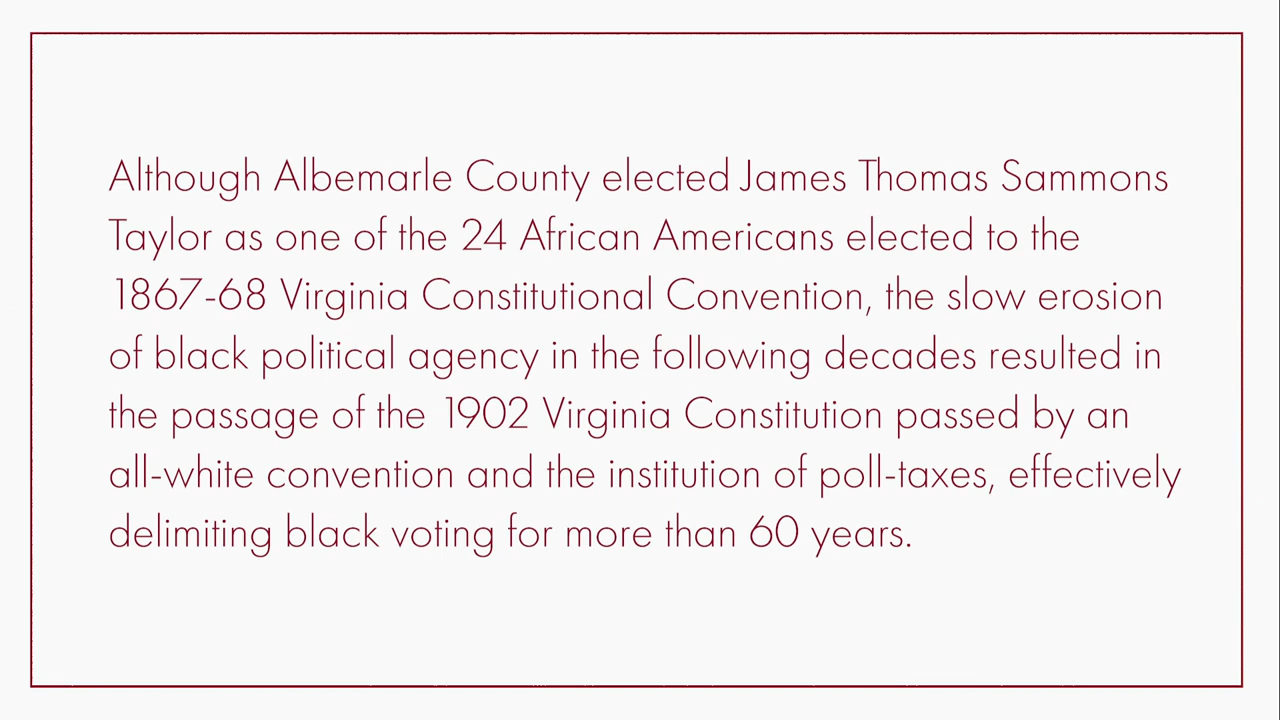 Although Albemarle County elected James Thomas Sammons
Taylor as one of the 24 African Americans elected to the
1867-68 Virginia Constitutional Convention, the slow erosion
of black political agency in the following decades resulted in
the passage of the 1902 Virginia Constitution passed by an
all-white convention and the institution of poll-taxes, effectively
delimiting black voting for more than 60 years.